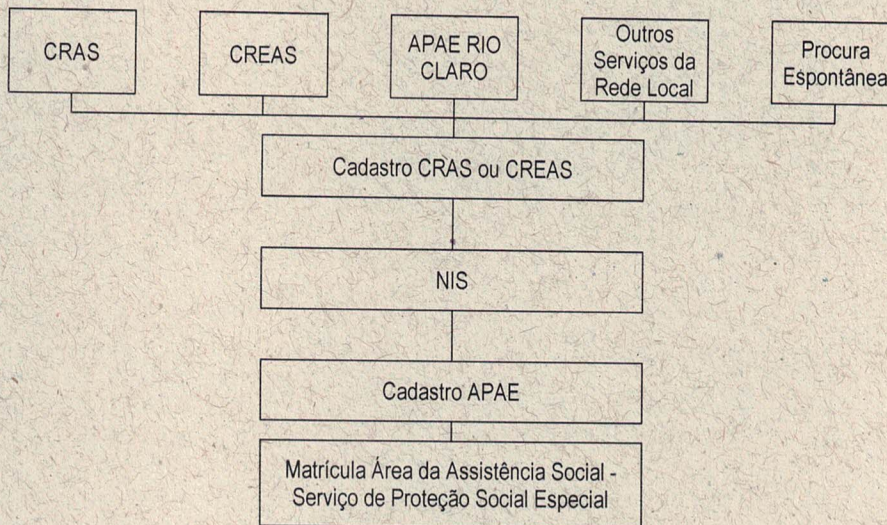 CRAS
CREAS
APAE RIO
CLARO
Outros
Serviços da
Rede Local
Procura
Espontânea
Cadastro CRAS ou CREAS
NIS
Cadastro APAE
Matrícula Área da Assistência Social -
Serviço de Proteção Social Especial